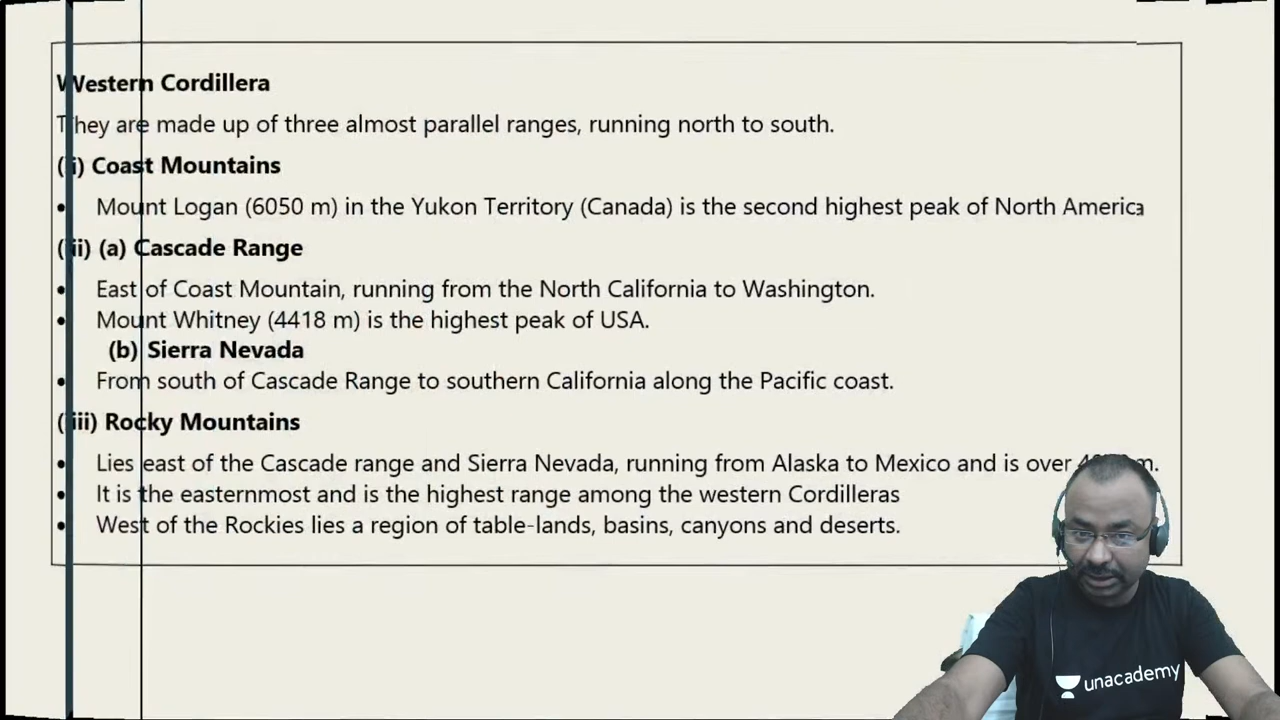 Western Cordillera
They are made up of three almost parallel ranges, running north to south.
(i) Coast Mountains
• Mount Logan (6050 m) in the Yukon Territory (Canada) is the second highest peak of North America
(ii) (a) Cascade Range
• East of Coast Mountain, running from the North California to Washington.
• Mount Whitney (4418 m) is the highest peak of USA.
(b) Sierra Nevada
• From south of Cascade Range to southern California along the Pacific coast.
(iii) Rocky Mountains
• Lies east of the Cascade range and Sierra Nevada, running from Alaska to Mexico and is over m.
• It is the easternmost and is the highest range among the western Cordilleras
• West of the Rockies lies a region of table-lands, basins, canyons and deserts.
unacademy